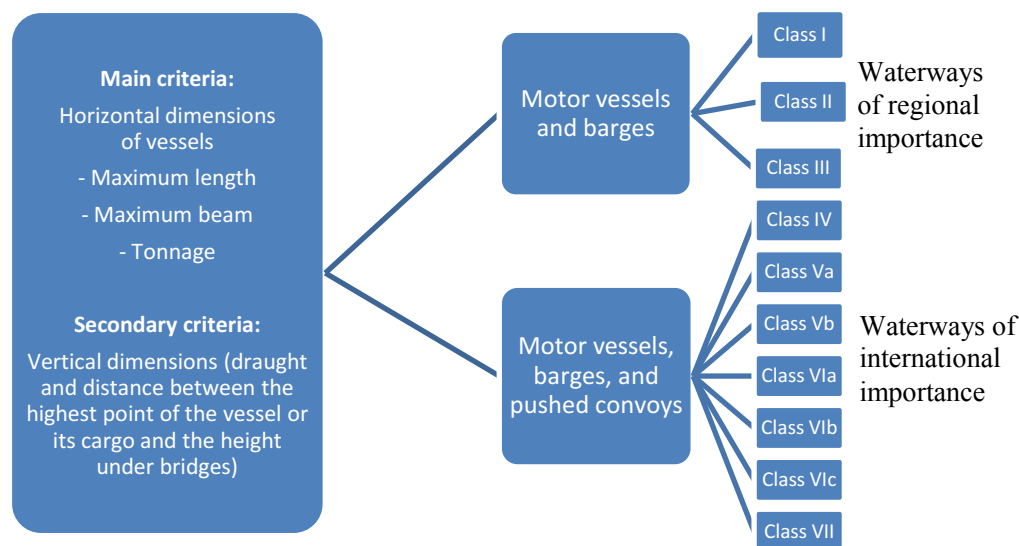 Main criteria:
Horizontal dimensions
of vessels
- Maximum length
- Maximum beam
- Tonnage
Secondary criteria:
Vertical dimensions (draught
and distance between the
highest point of the vessel or
its cargo and the height
under bridges)
Motor vessels
and barges
Class I
Class II
Class III
Waterways
of regional
importance
Motor vessels,
barges, and
pushed convoys
Class IV
Class Va
Class Vb
Class VIa
Class VIb
Class VIc
Class VII
Waterways of
international
importance